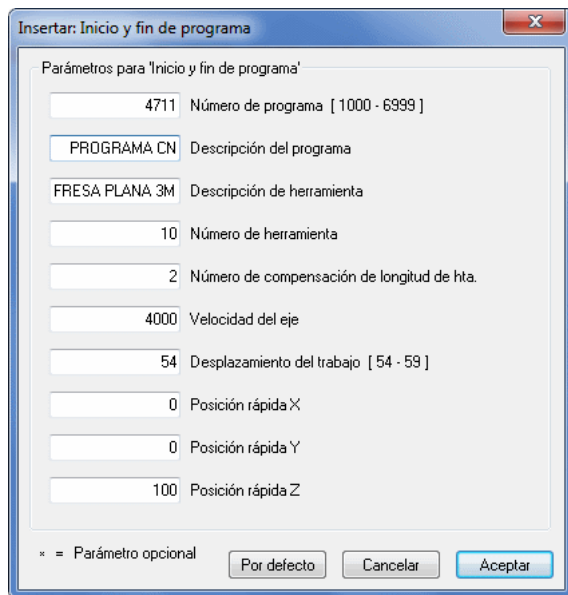 Insertar: Inicio y fin de programa
Parámetros para 'Inicio y fin de programa'
4711 Número de programa [ 1000 - 6999 ]
PROGRAMA CN Descripción del programa
FRESA PLANA 3M Descripción de herramienta
10 Número de herramienta
2 Número de compensación de longitud de hta.
4000 Velocidad del eje
54 Desplazamiento del trabajo [ 54 - 59 ]
0 Posición rápida X
0 Posición rápida Y
100 Posición rápida Z
* = Parámetro opcional
Por defecto Cancelar Aceptar